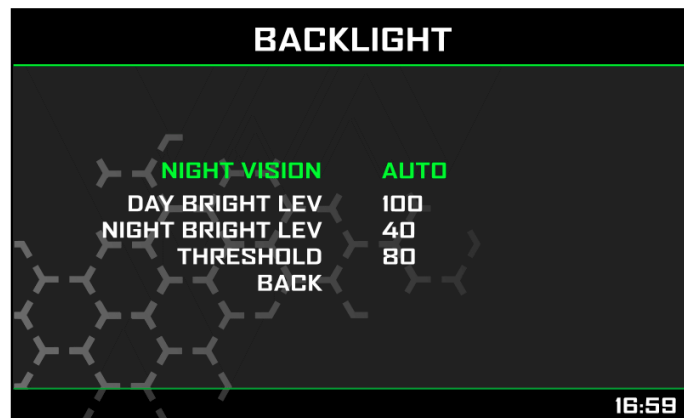 BACKLIGHT
NIGHT VISION AUTO
DAY BRIGHT LEV 100
NIGHT BRIGHT LEV 40
THRESHOLD 80
BACK
16:59